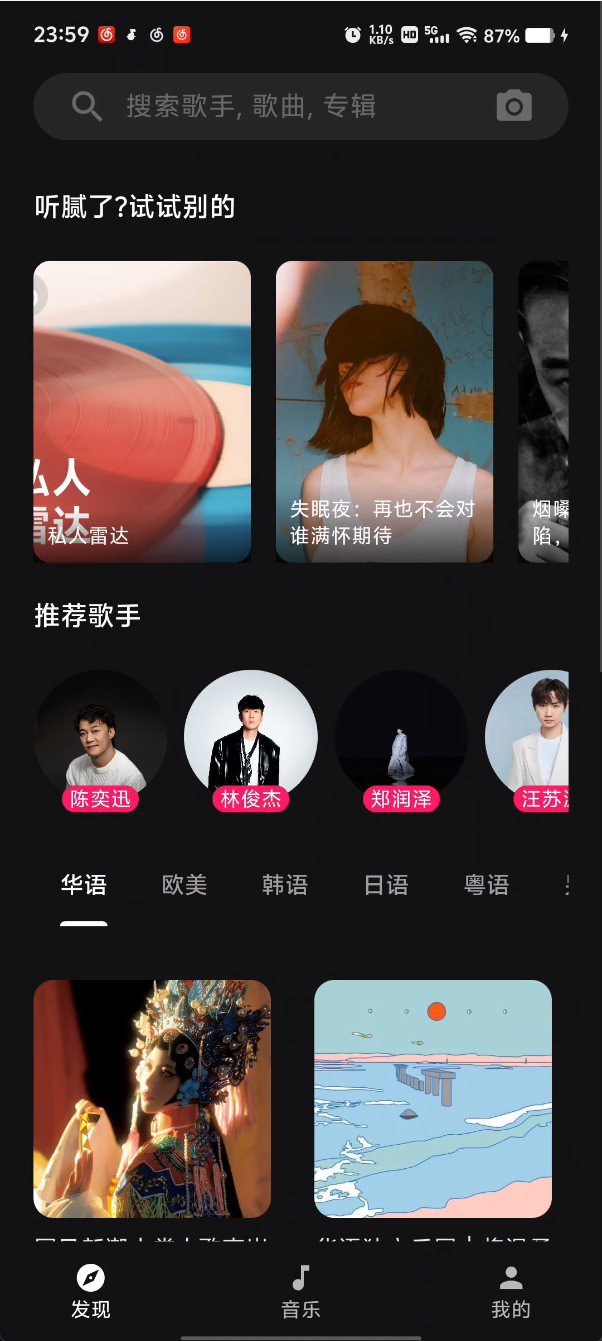 23:59
1.10
KB/s
HD
5G
87%
搜索歌手, 歌曲, 专辑
听腻了?试试别的
私人
雷达
私人雷达
失眠夜：再也不会对
谁满怀期待
烟嗓
陷，
推荐歌手
陈奕迅
林俊杰
郑润泽
汪苏
华语
欧美
韩语
日语
粤语
发现
音乐
我的